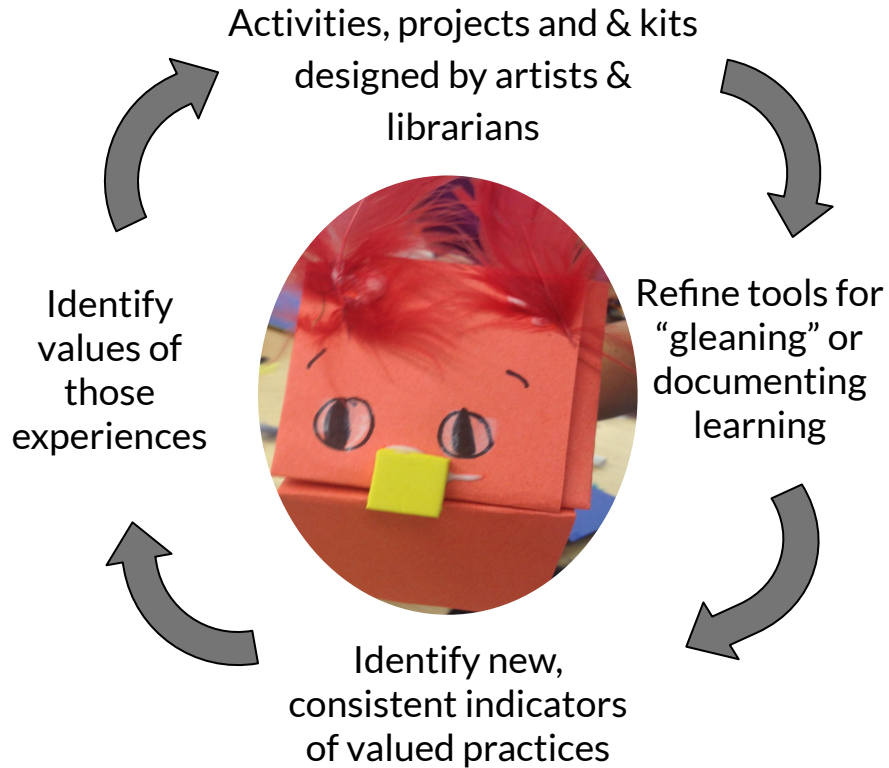 Activities, projects and & kits
designed by artists &
librarians
Refine tools for
“gleaning” or
documenting
learning
Identify new,
consistent indicators
of valued practices
Identify
values of
those
experiences